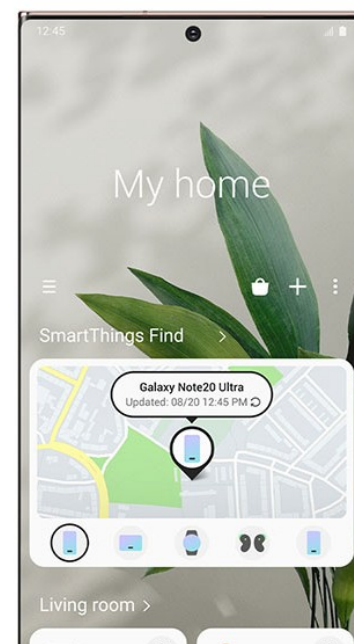 12:45
My home
SmartThings Find >
Galaxy Note20 Ultra
Updated: 08/20 12:45 PM
Living room >